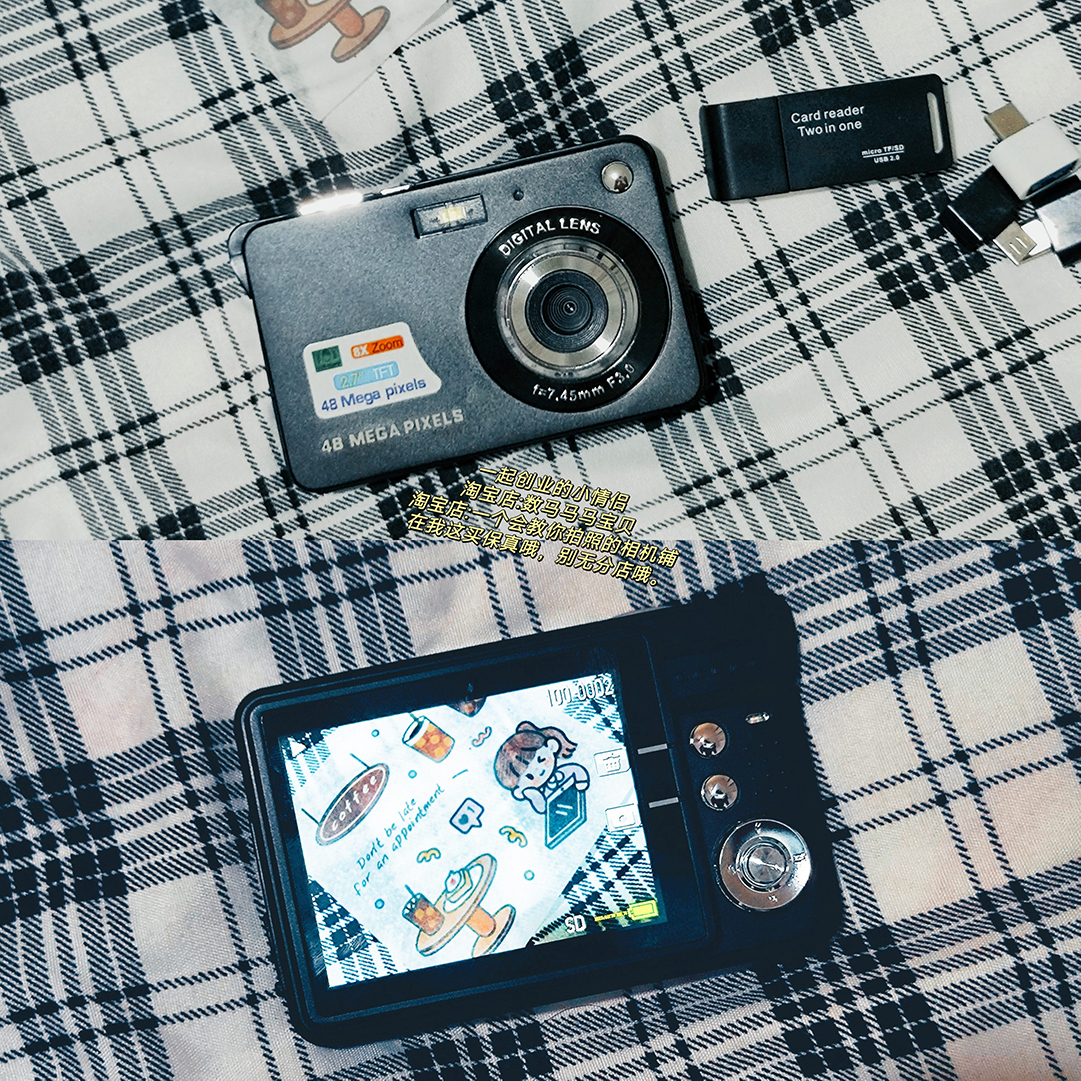 Card reader
Two in one
micro TF/SD
USB 2.0
DIGITAL LENS
8X Zoom
2.7" TFT
48 Mega pixels
f=7.45mm F3.0
48 MEGA PIXELS
一起创业的小情侣
淘宝店:数马马马宝贝
淘宝店:一个会教你拍照的相机铺
在我这买保真哦，别无分店哦。
100-0002
coffee
Don't be late
for an appointment
SD